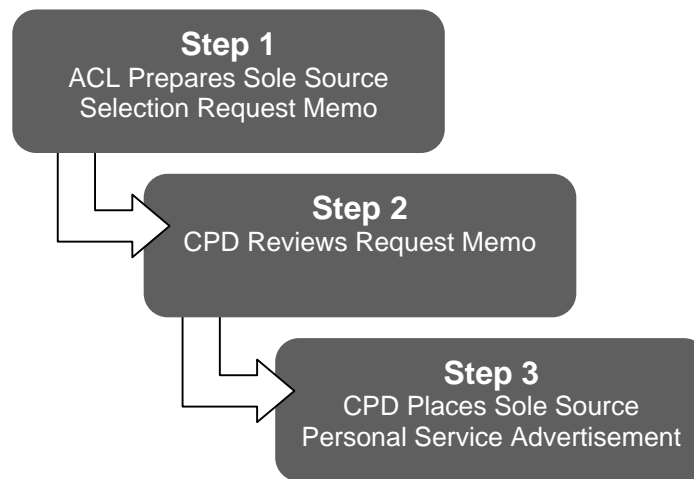 Step 1
ACL Prepares Sole Source
Selection Request Memo
Step 2
CPD Reviews Request Memo
Step 3
CPD Places Sole Source
Personal Service Advertisement